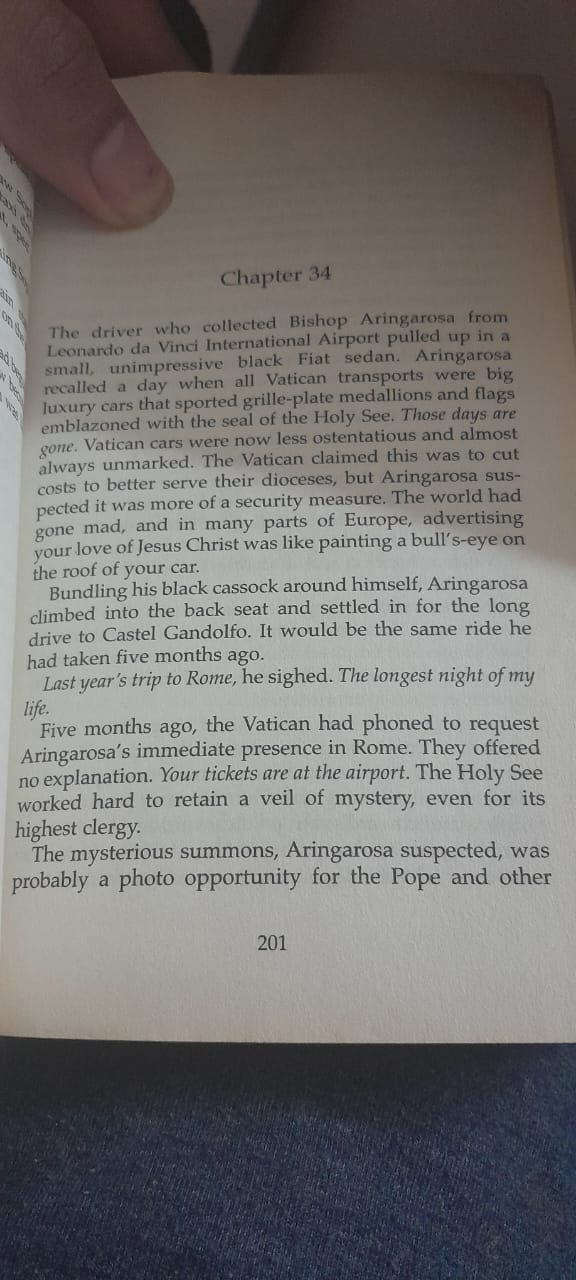 Chapter 34
The driver who collected Bishop Aringarosa from
Leonardo da Vinci International Airport pulled up in a
small, unimpressive black Fiat sedan. Aringarosa
recalled a day when all Vatican transports were big
luxury cars that sported grille-plate medallions and flags
emblazoned with the seal of the Holy See. Those days are
gone. Vatican cars were now less ostentatious and almost
always unmarked. The Vatican claimed this was to cut
costs to better serve their dioceses, but Aringarosa sus-
pected it was more of a security measure. The world had
gone mad, and in many parts of Europe, advertising
your love of Jesus Christ was like painting a bull's-eye on
the roof of your car.
Bundling his black cassock around himself, Aringarosa
climbed into the back seat and settled in for the long
drive to Castel Gandolfo. It would be the same ride he
had taken five months ago.
Last year's trip to Rome, he sighed. The longest night of my
life.
Five months ago, the Vatican had phoned to request
Aringarosa's immediate presence in Rome. They offered
no explanation. Your tickets are at the airport. The Holy See
worked hard to retain a veil of mystery, even for its
highest clergy.
The mysterious summons, Aringarosa suspected, was
probably a photo opportunity for the Pope and other
201